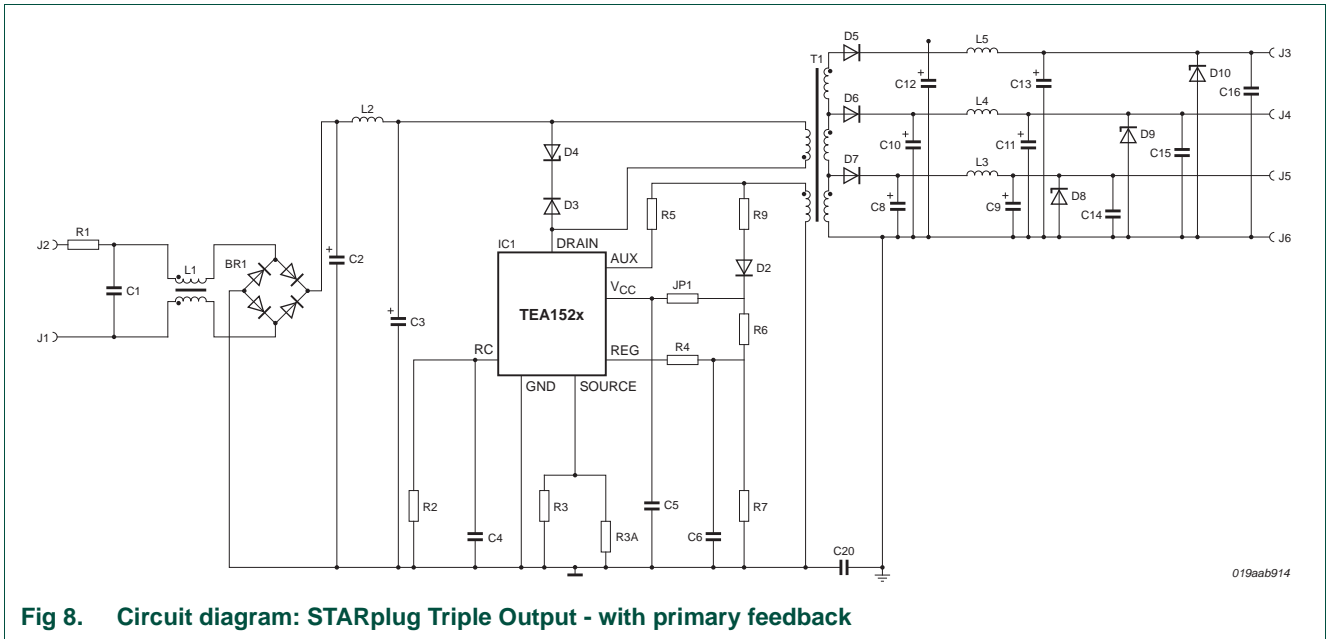 D5
L5
J3
T1
D10
C12
+
C13
+
C16
L2
D6
L4
J4
D4
C10
+
C11
+
D9
C15
D7
L3
J5
D3
R5
R9
C8
+
C9
+
D8
C14
J2
R1
IC1
DRAIN
AUX
J6
L1
BR1
+
C2
D2
VCC
JP1
C1
TEA152x
+
C3
R6
J1
RC
REG
R4
GND
SOURCE
R2
C4
R3
R3A
C5
C6
R7
C20
019aab914
Fig 8. Circuit diagram: STARplug Triple Output - with primary feedback